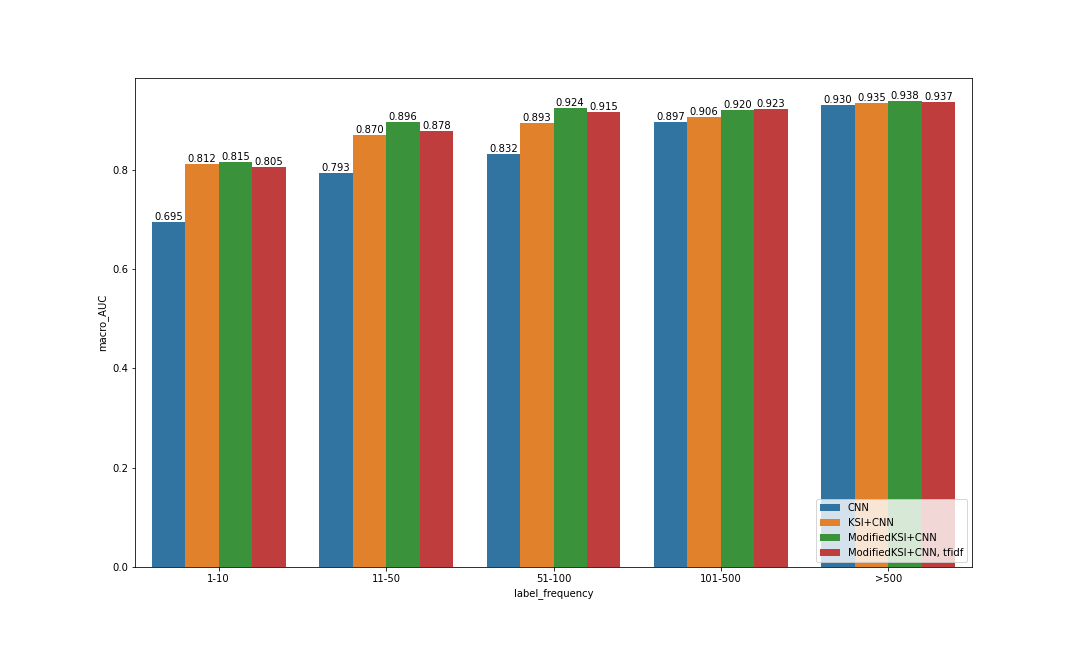 0.695 0.812 0.815 0.805
0.793 0.870 0.896 0.878
0.832 0.893 0.924 0.915
0.897 0.906 0.920 0.923
0.930 0.935 0.938 0.937
macro_AUC
0.8
0.6
0.4
0.2
0.0
1-10 11-50 51-100 101-500 >500
label_frequency
CNN
KSI+CNN
ModifiedKSI+CNN
ModifiedKSI+CNN, tfidf